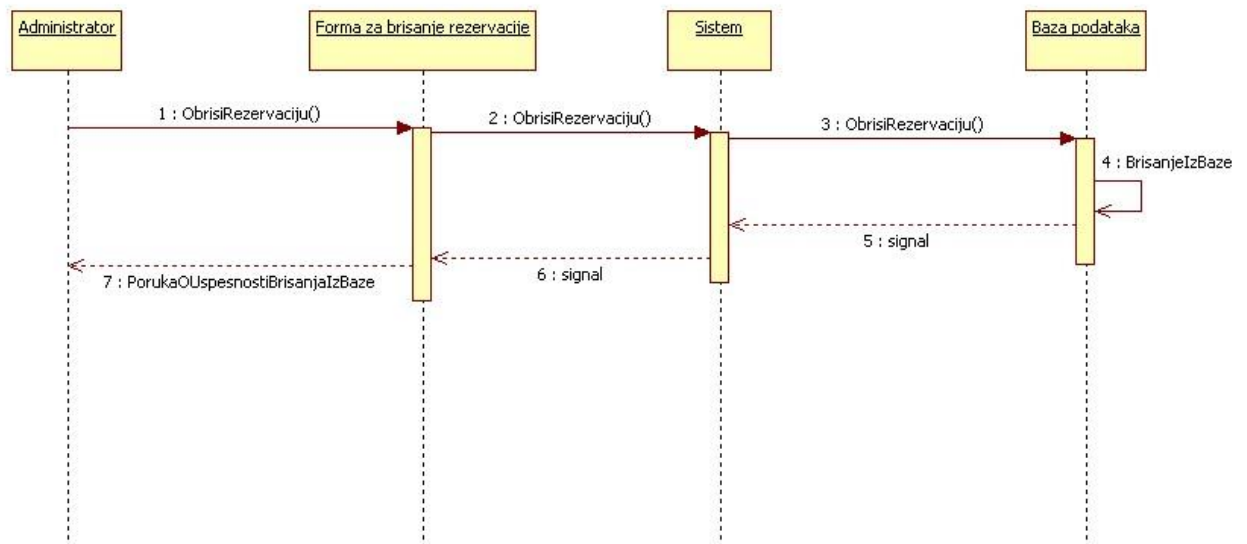 Administrator
Forma za brisanje rezervacije
Sistem
Baza podataka
1 : ObrisiRezervaciju()
2 : ObrisiRezervaciju()
3 : ObrisiRezervaciju()
4 : BrisanjeIzBaze
5 : signal
6 : signal
7 : PorukaOUspesnostiBrisanjaIzBaze